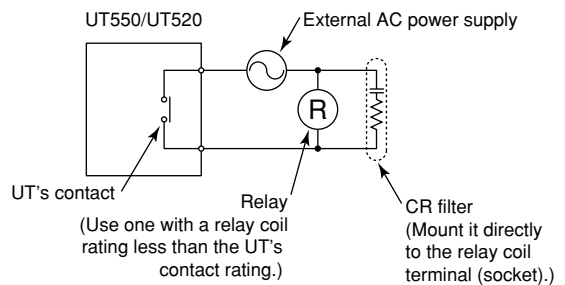 UT550/UT520
External AC power supply
R
UT's contact
Relay
(Use one with a relay coil
rating less than the UT's
contact rating.)
CR filter
(Mount it directly
to the relay coil
terminal (socket).)